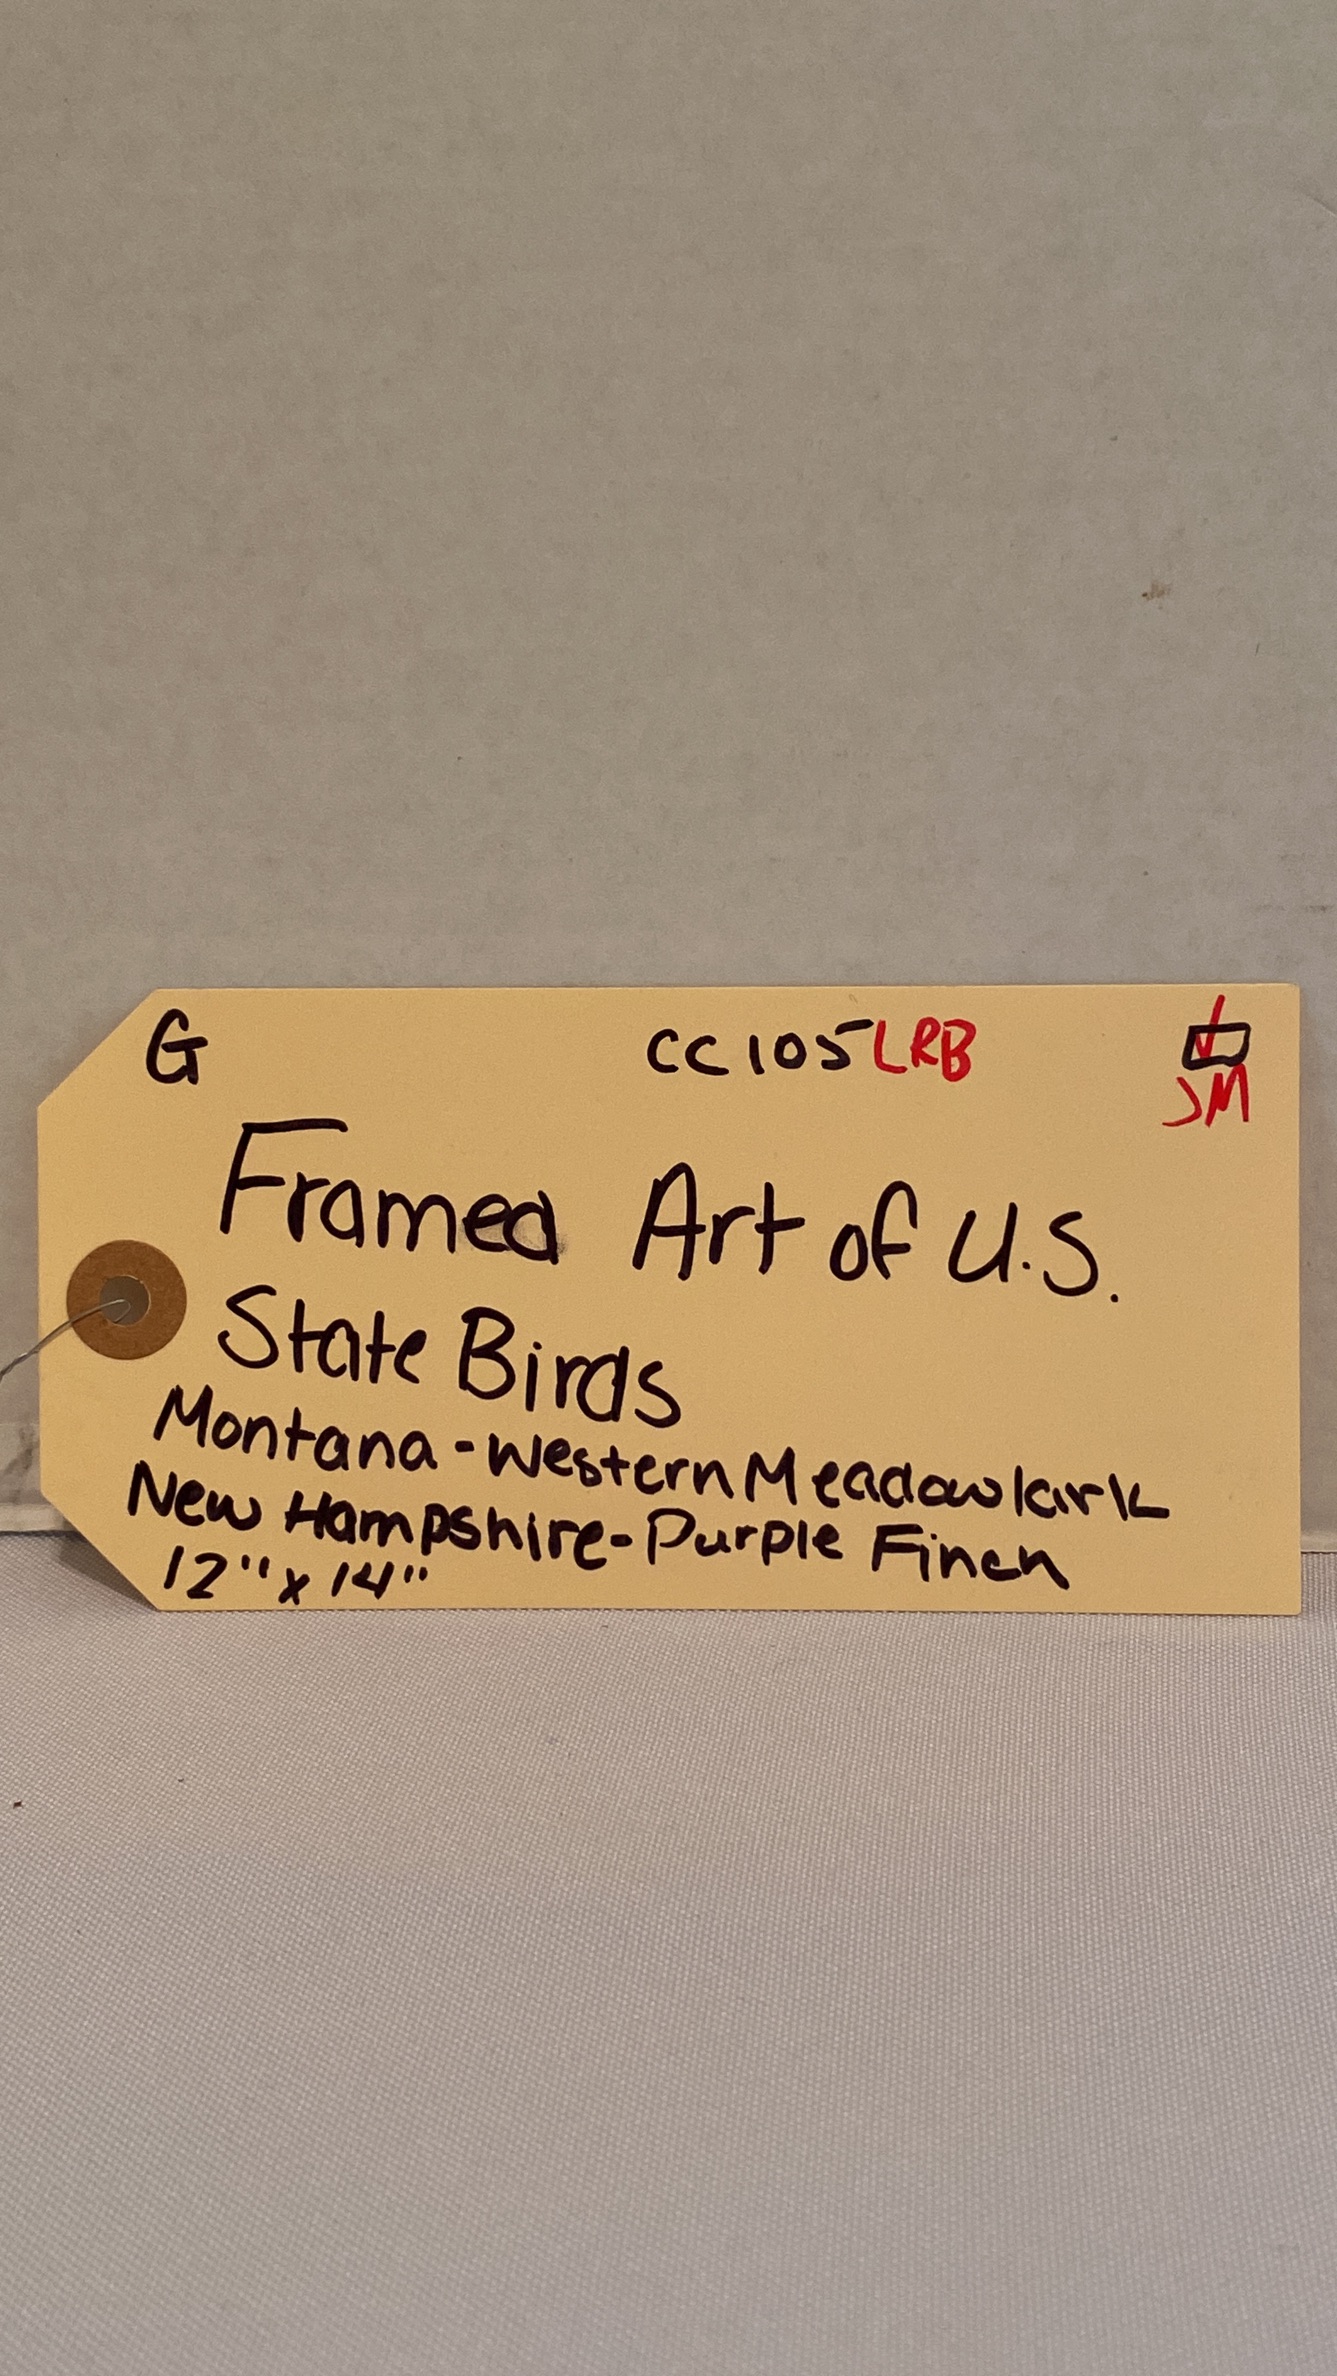 G CC105LRB
JM
Framed Art of U.S.
State Birds
Montana-Western Meadowlark
New Hampshire-Purple Finch
12"x14"